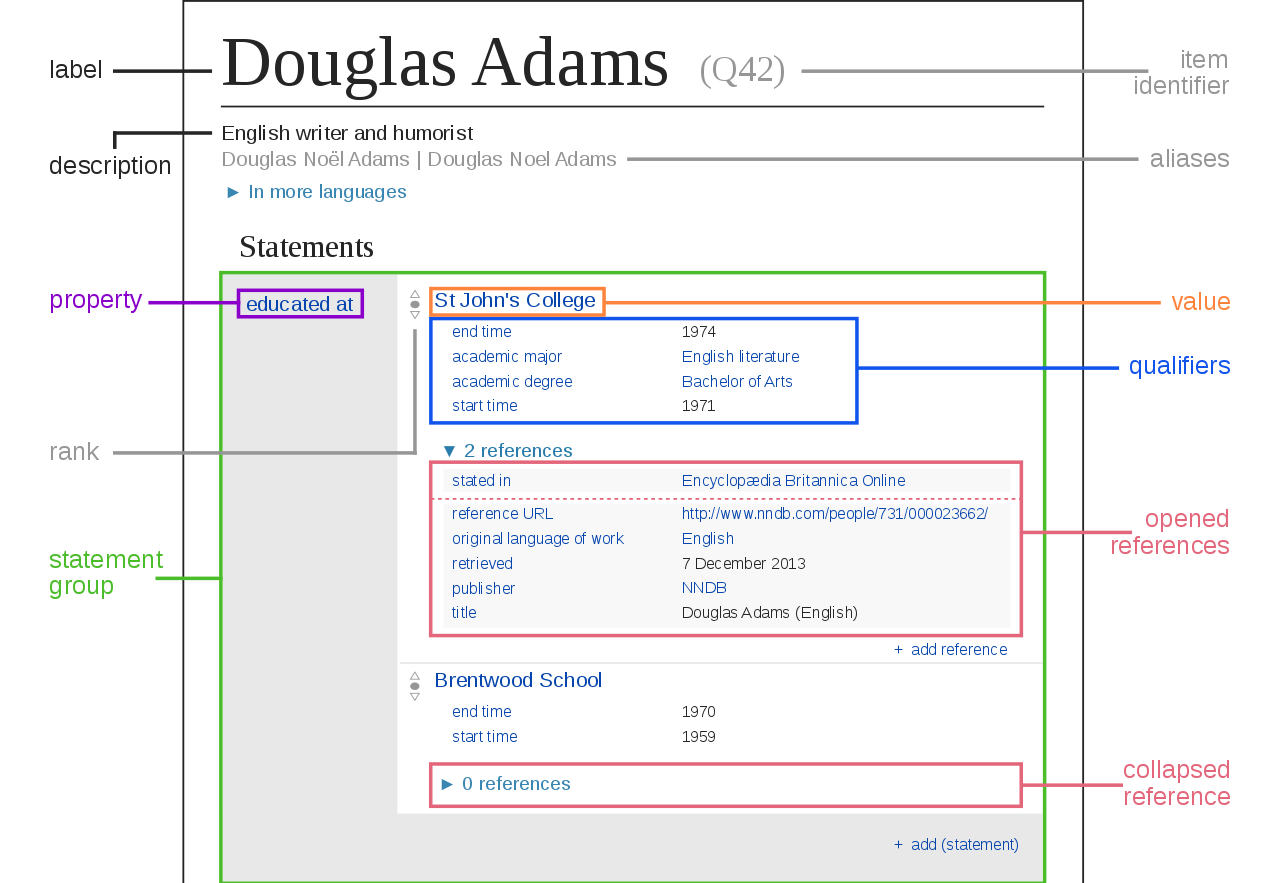 label
Douglas Adams (Q42)
item
identifier
description
English writer and humorist
Douglas Noël Adams | Douglas Noel Adams
aliases
► In more languages
Statements
property
educated at
St John's College
value
end time 1974
academic major English literature
academic degree Bachelor of Arts
start time 1971
qualifiers
rank
▼ 2 references
stated in Encyclopædia Britannica Online
reference URL http://www.nndb.com/people/731/000023662/
original language of work English
retrieved 7 December 2013
publisher NNDB
title Douglas Adams (English)
opened
references
statement
group
+ add reference
Brentwood School
end time 1970
start time 1959
► 0 references
collapsed
reference
+ add (statement)